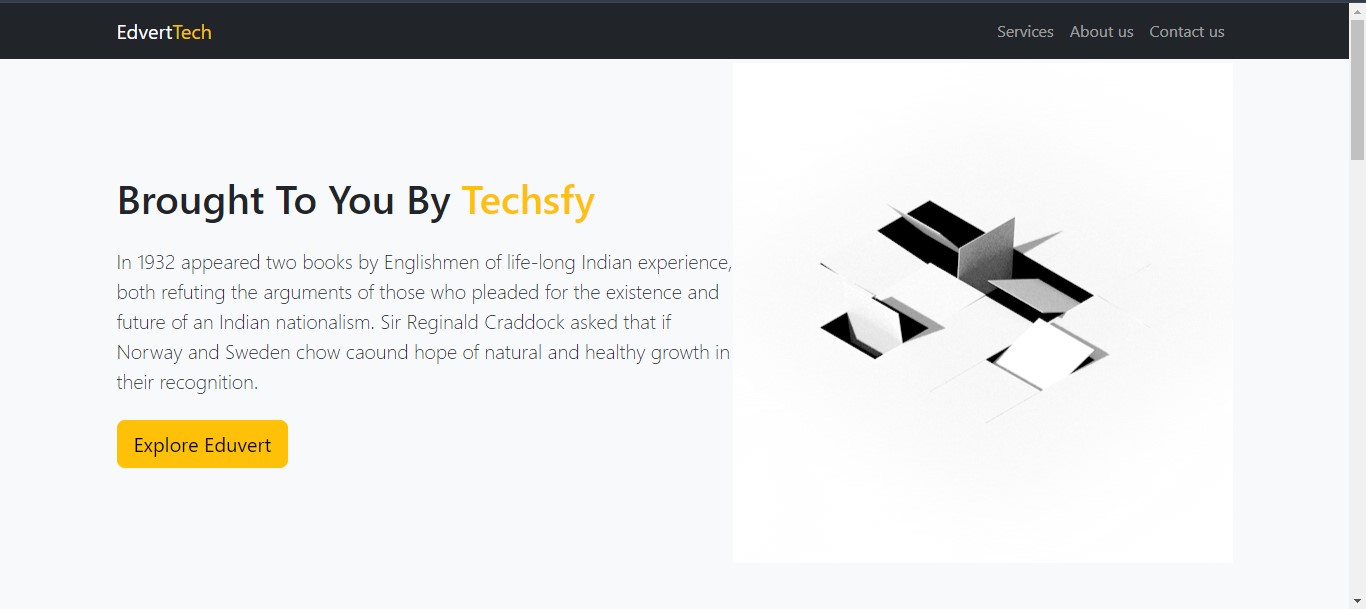 EdvertTech
Services About us Contact us
Brought To You By Techsfy
In 1932 appeared two books by Englishmen of life-long Indian experience,
both refuting the arguments of those who pleaded for the existence and
future of an Indian nationalism. Sir Reginald Craddock asked that if
Norway and Sweden chow caound hope of natural and healthy growth in
their recognition.
Explore Eduvert